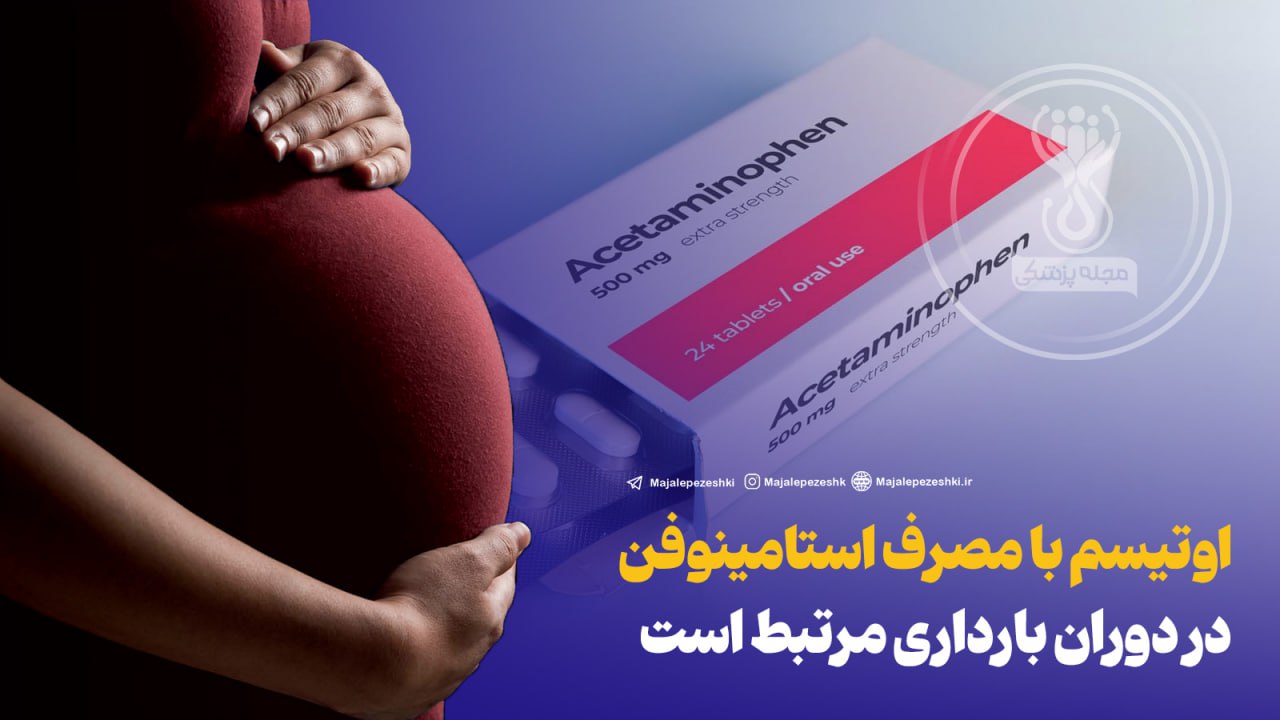 Acetaminophen
500 mg extra strength
24 tablets / oral use
Acetaminophen
500 mg extra strength
مجله پزشکی
Majalepezeshki Majalepezeshk Majalepezeshki.ir
اوتیسم با مصرف استامینوفن
در دوران بارداری مرتبط است